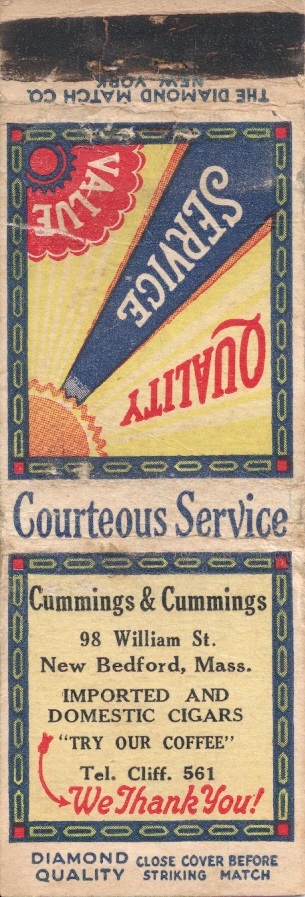 THE DIAMOND MATCH CO.
NEW YORK
VALUE
SERVICE
QUALITY
Courteous Service
Cummings & Cummings
98 William St.
New Bedford, Mass.
IMPORTED AND
DOMESTIC CIGARS
"TRY OUR COFFEE"
Tel. Cliff. 561
We Thank You!
DIAMOND QUALITY
CLOSE COVER BEFORE STRIKING MATCH